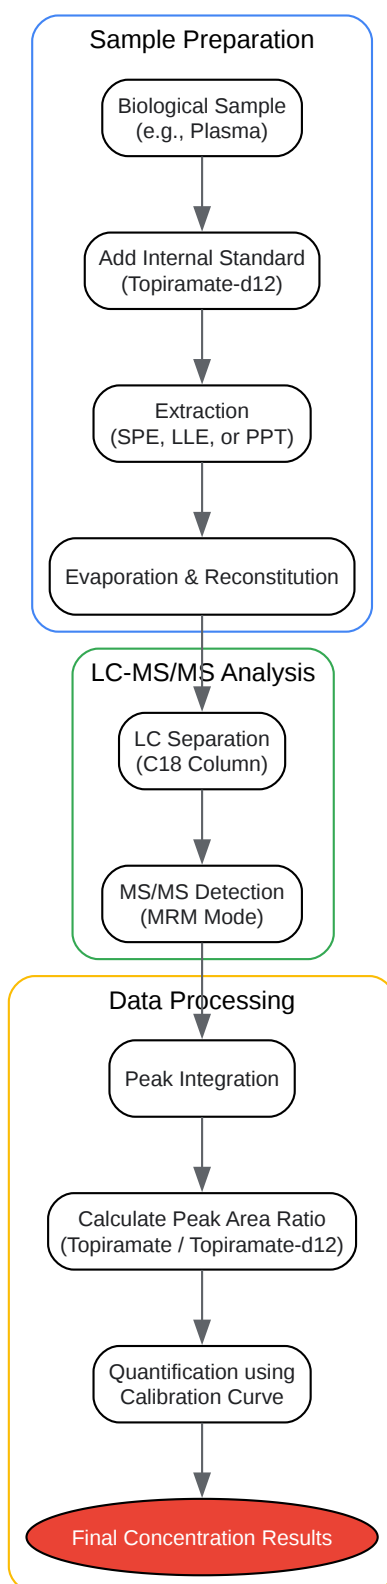 Sample Preparation
Biological Sample
(e.g., Plasma)
Add Internal Standard
(Topiramate-d12)
Extraction
(SPE, LLE, or PPT)
Evaporation & Reconstitution
LC-MS/MS Analysis
LC Separation
(C18 Column)
MS/MS Detection
(MRM Mode)
Data Processing
Peak Integration
Calculate Peak Area Ratio
(Topiramate / Topiramate-d12)
Quantification using
Calibration Curve
Final Concentration Results